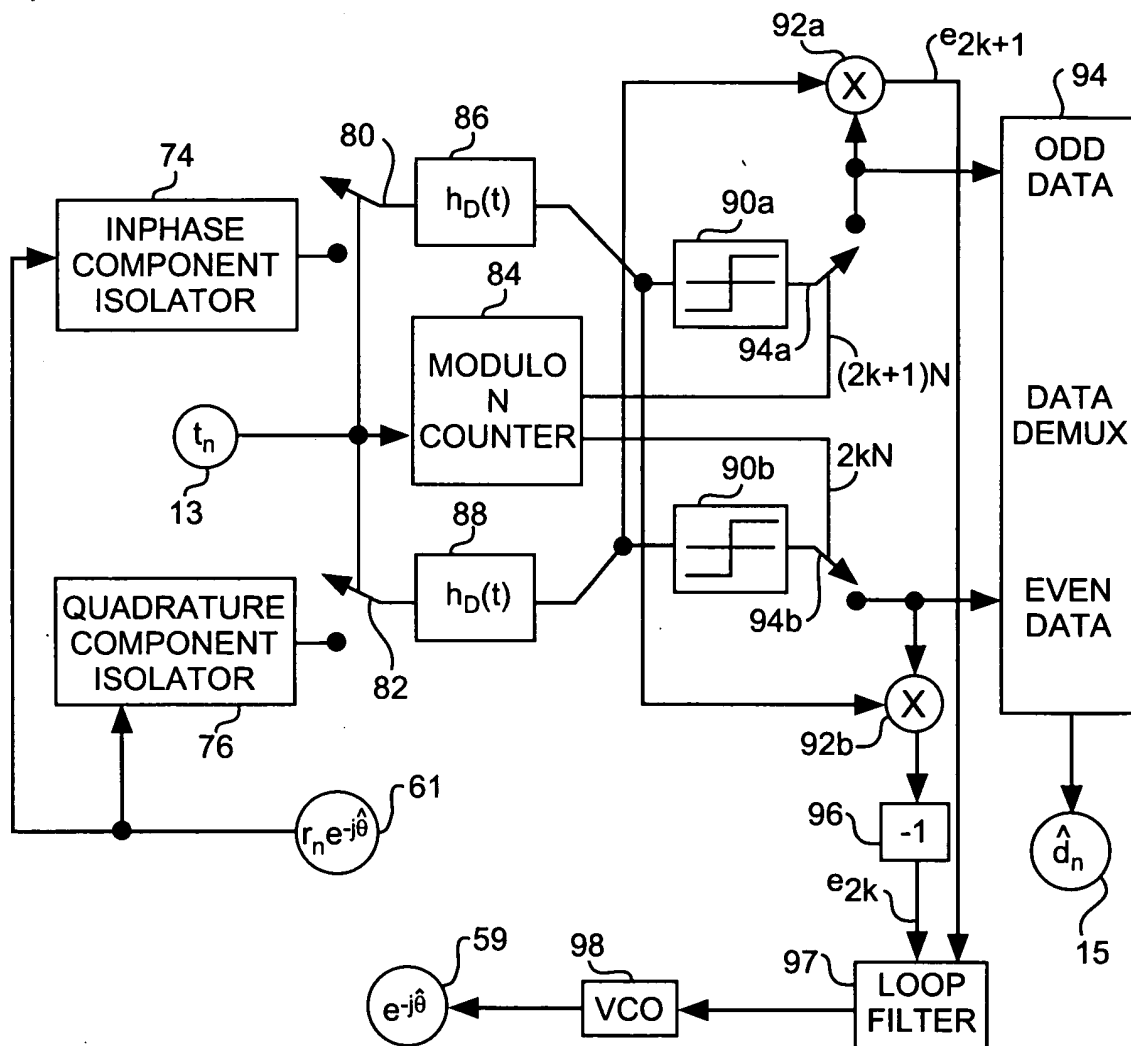 92a
e2k+1
94
80
86
74
ODD
DATA
hD(t)
INPHASE
COMPONENT
ISOLATOR
90a
84
94a
(2k+1)N
MODULO
N
COUNTER
DATA
DEMUX
tn
13
2kN
90b
88
hD(t)
QUADRATURE
COMPONENT
ISOLATOR
94b
EVEN
DATA
82
76
X
X
92b
61
rne-jθ̂
96
-1
d̂n
e2k
15
59
98
97
e-jθ̂
VCO
LOOP
FILTER